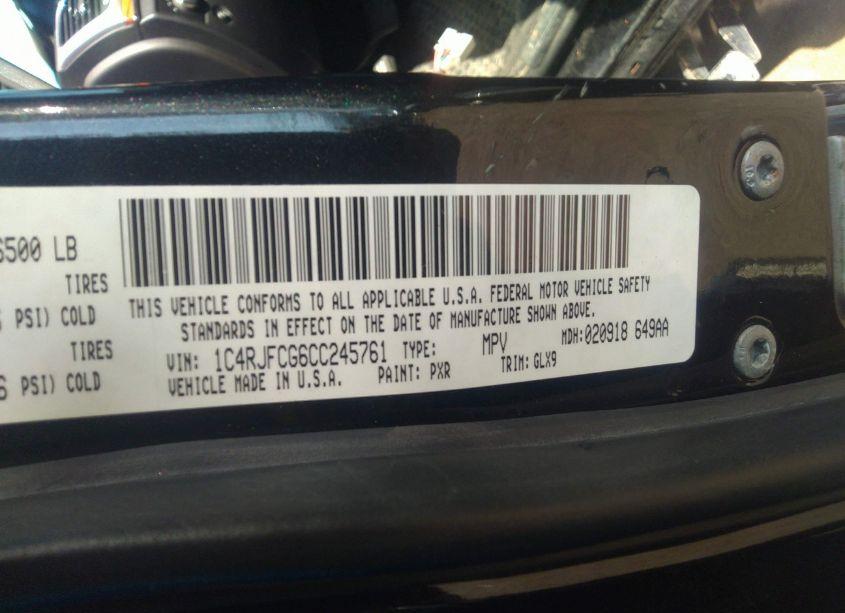 6500 LB
TIRES
PSI) COLD
TIRES
6 PSI) COLD
THIS VEHICLE CONFORMS TO ALL APPLICABLE U.S.A. FEDERAL MOTOR VEHICLE SAFETY
STANDARDS IN EFFECT ON THE DATE OF MANUFACTURE SHOWN ABOVE.
VIN: 1C4RJFCG6CC245761 TYPE: MPV MDH:020918 649AA
VEHICLE MADE IN U.S.A. PAINT: PXR TRIM: GLX9